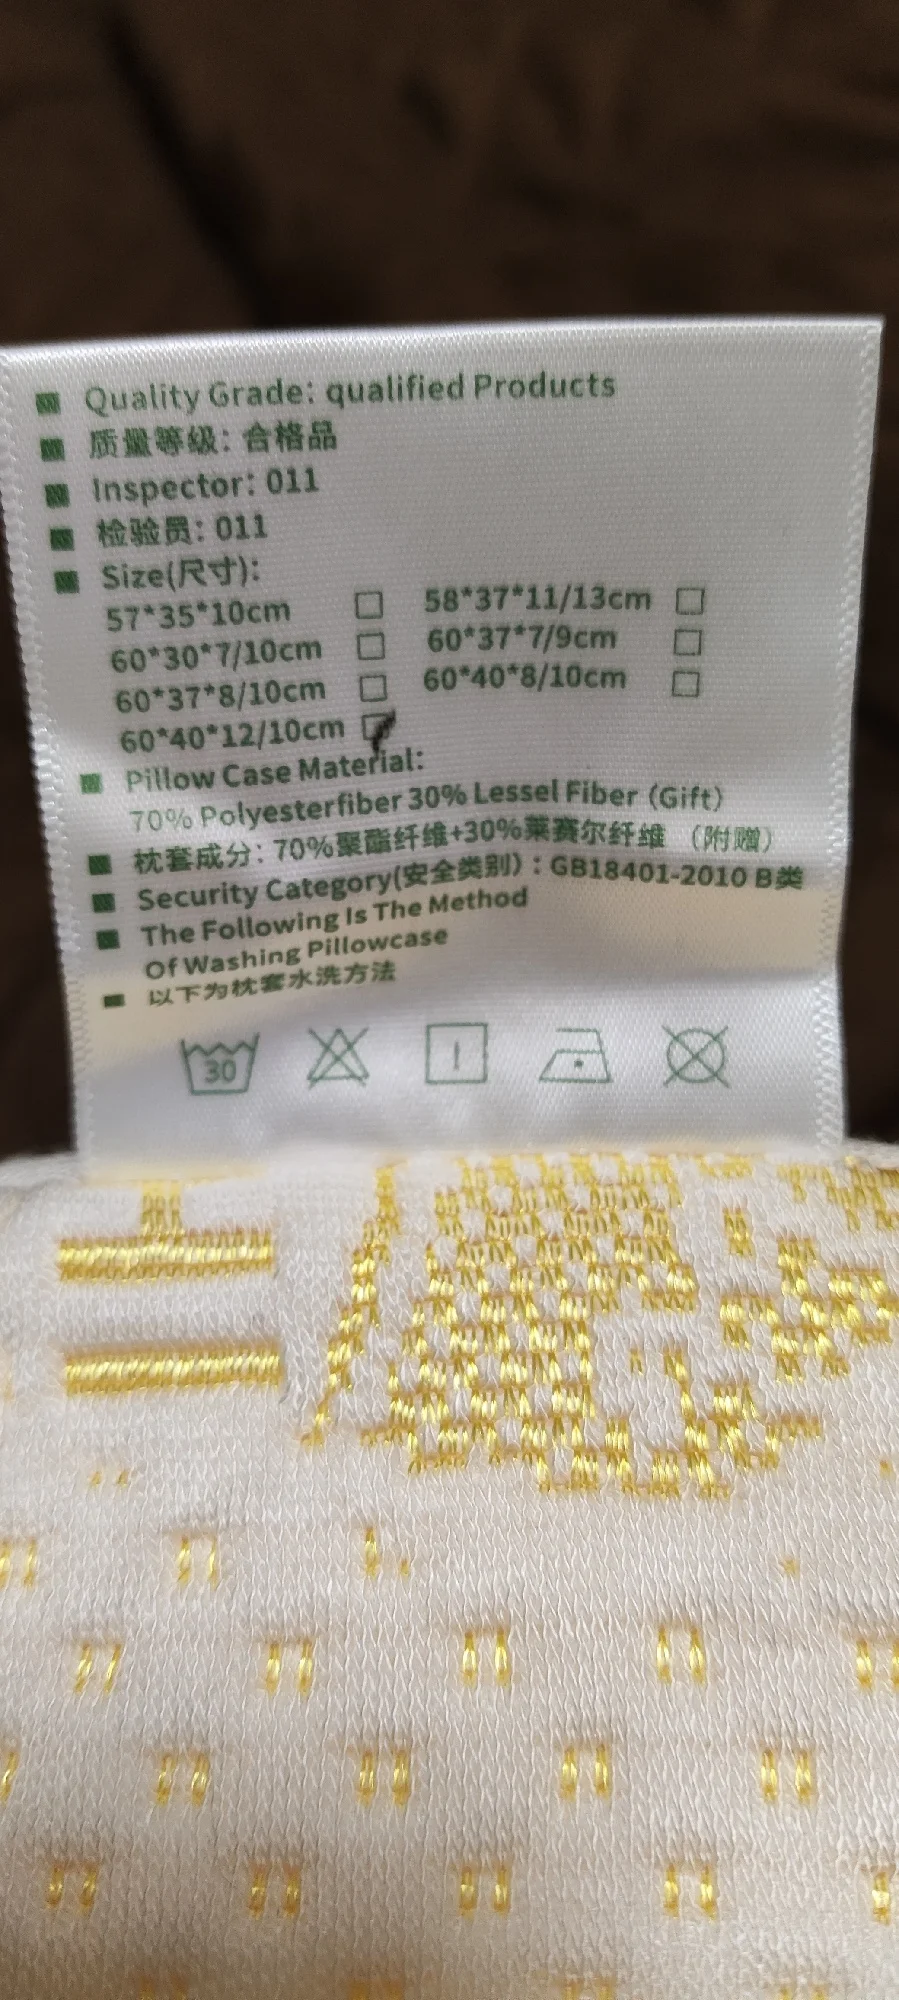 Quality Grade: qualified Products
质量等级: 合格品
Inspector: 011
检验员: 011
Size(尺寸):
57*35*10cm 58*37*11/13cm
60*30*7/10cm 60*37*7/9cm
60*37*8/10cm 60*40*8/10cm
60*40*12/10cm
Pillow Case Material:
70% Polyesterfiber 30% Lessel Fiber (Gift)
枕套成分: 70%聚酯纤维+30%莱赛尔纤维 (附赠)
Security Category(安全类别): GB18401-2010 B类
The Following Is The Method
Of Washing Pillowcase
以下为枕套水洗方法
30